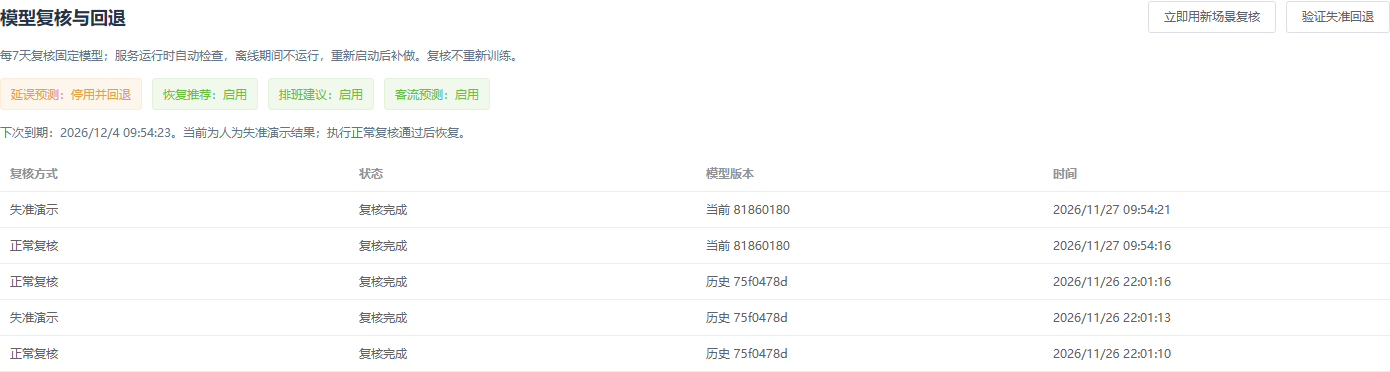 模型复核与回退
立即用新场景复核
验证失准回退
每7天复核固定模型；服务运行时自动检查，离线期间不运行，重新启动后补做。复核不重新训练。
延误预测：停用并回退
恢复推荐：启用
排班建议：启用
客流预测：启用
下次到期：2026/12/4 09:54:23。当前为人为失准演示结果；执行正常复核通过后恢复。
复核方式 状态 模型版本 时间
失准演示 复核完成 当前 81860180 2026/11/27 09:54:21
正常复核 复核完成 当前 81860180 2026/11/27 09:54:16
正常复核 复核完成 历史 75f0478d 2026/11/26 22:01:16
失准演示 复核完成 历史 75f0478d 2026/11/26 22:01:13
正常复核 复核完成 历史 75f0478d 2026/11/26 22:01:10